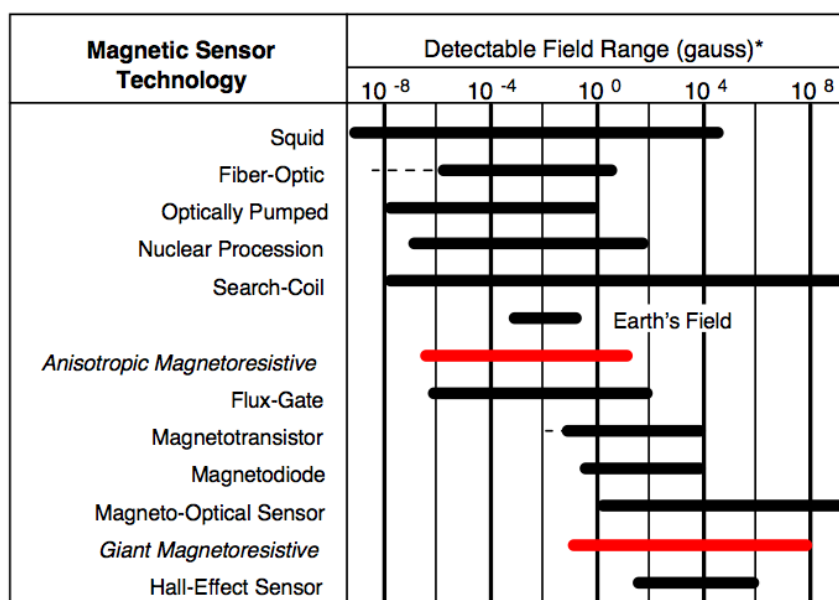 Magnetic Sensor
Technology
Detectable Field Range (gauss)*
10 -8 10 -4 10 0 10 4 10 8
Squid
Fiber-Optic
Optically Pumped
Nuclear Procession
Search-Coil
Earth's Field
Anisotropic Magnetoresistive
Flux-Gate
Magnetotransistor
Magnetodiode
Magneto-Optical Sensor
Giant Magnetoresistive
Hall-Effect Sensor